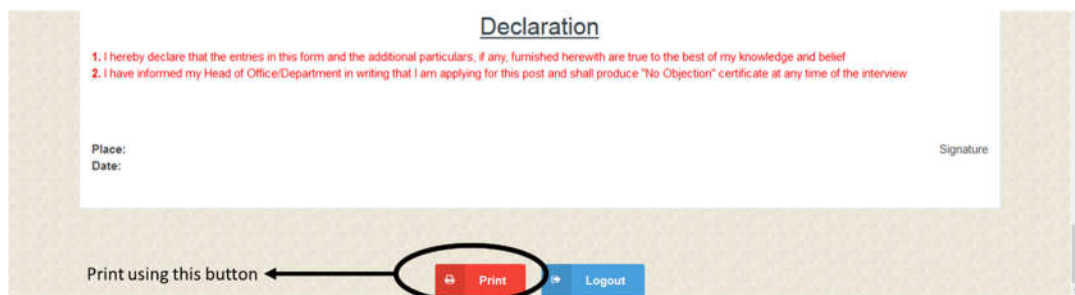 Declaration
1. I hereby declare that the entries in this form and the additional particulars, if any, furnished herewith are true to the best of my knowledge and belief
2. I have informed my Head of Office/Department in writing that I am applying for this post and shall produce "No Objection" certificate at any time of the interview
Place: Signature
Date:
Print using this button Print Logout